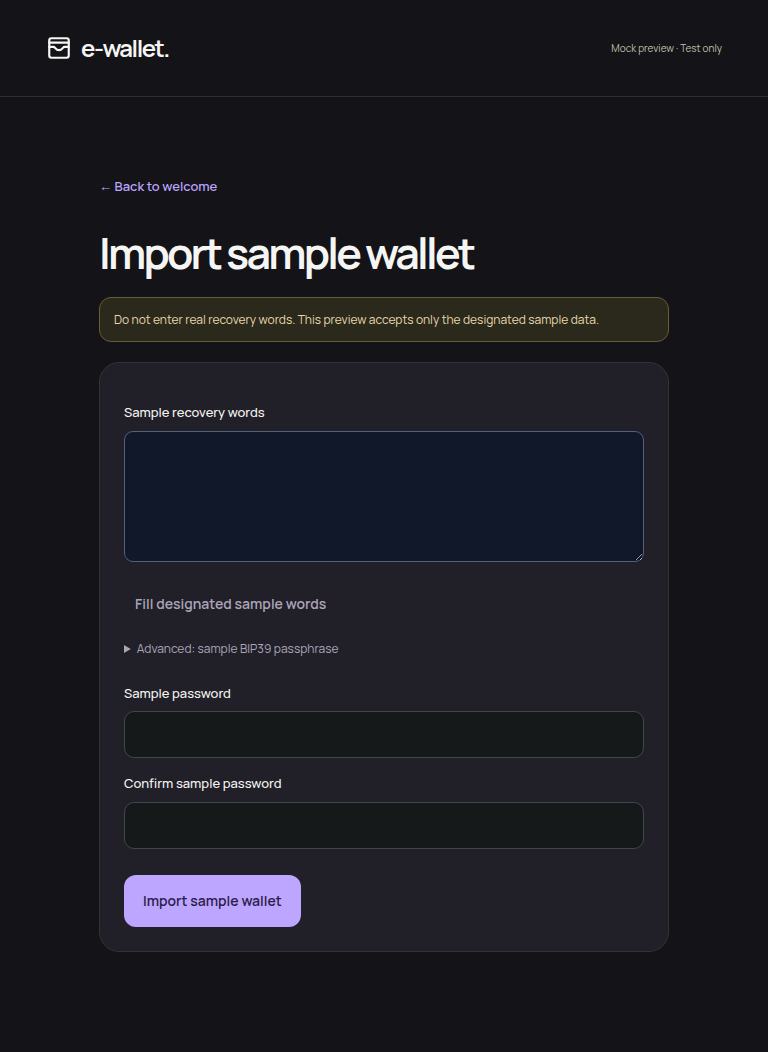 e-wallet.
Mock preview · Test only
← Back to welcome
Import sample wallet
Do not enter real recovery words. This preview accepts only the designated sample data.
Sample recovery words
Fill designated sample words
Advanced: sample BIP39 passphrase
Sample password
Confirm sample password
Import sample wallet